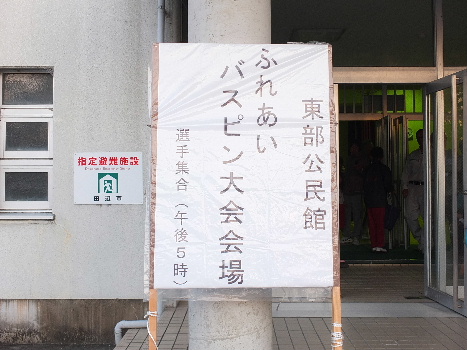 東部公民館
ふれあい
バスピン大会会場
選手集合（午後5時）
指定避難施設
田辺市